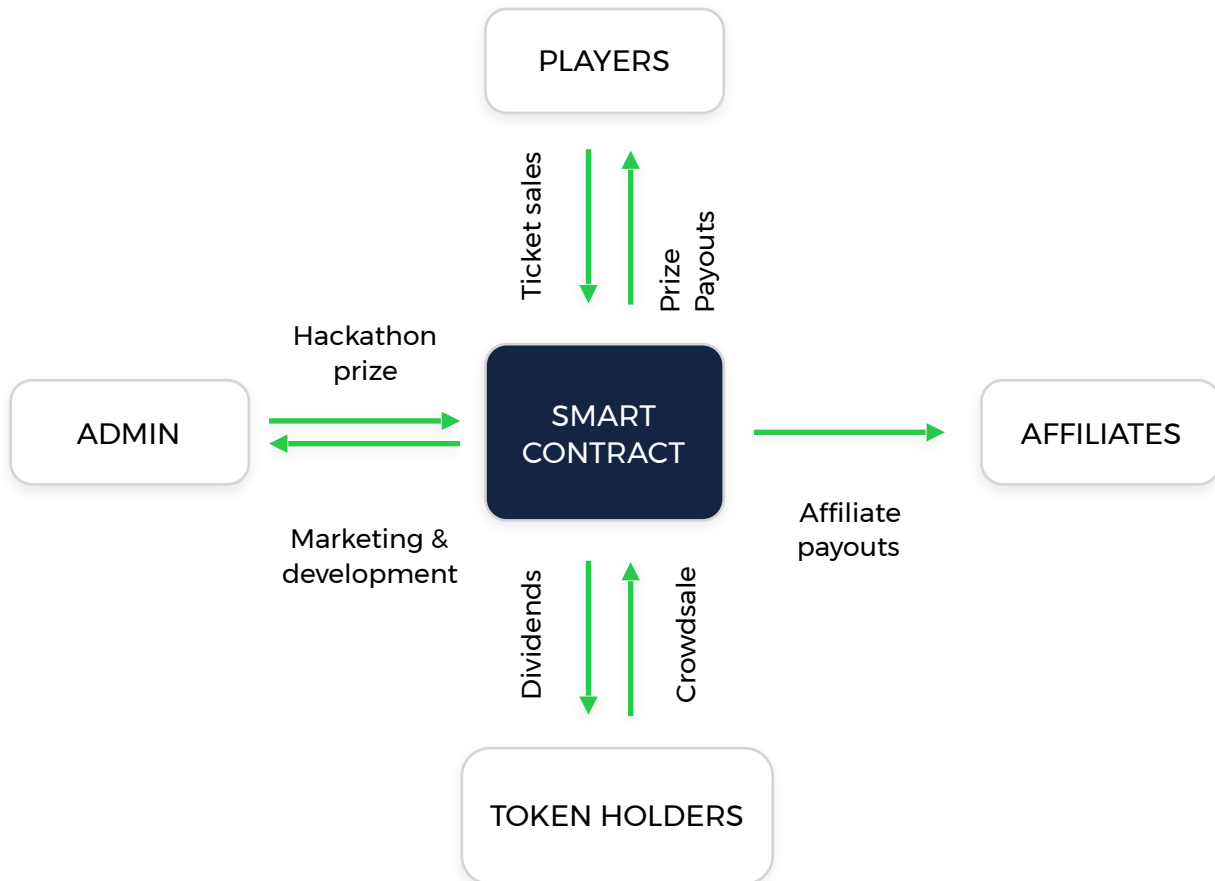 PLAYERS
Ticket sales
Prize
Payouts
Hackathon
prize
ADMIN
SMART
CONTRACT
AFFILIATES
Marketing &
development
Affiliate
payouts
Dividends
Crowdsale
TOKEN HOLDERS